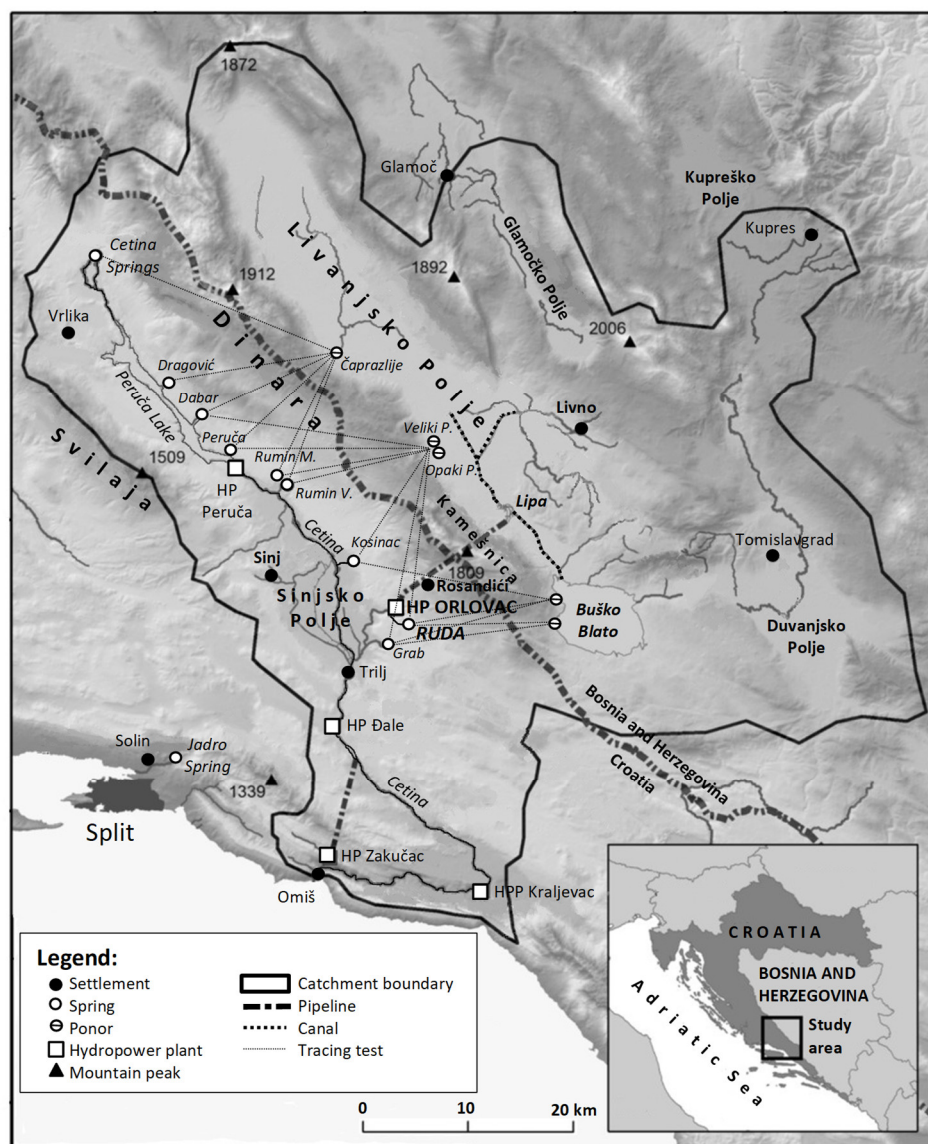 1872
Glamoč
Kupreško
Polje
Kupres
Cetina
Springs
Livanjsko Polje
1892
Glamočko Polje
1912
Vrlika
Dinara
2006
Čaprazlije
Dragović
Dabar
Peruča Lake
Livno
Veliki P.
Peruča
Opaki P.
Svilaja
1509
Rumin M.
HP
Peruča
Rumin V.
Lipa
Kamešnica
Cetina
Kosinac
Tomislavgrad
Sinj
1809
Rosandići
Sinjsko
Polje
HP ORLOVAC
Buško
Blato
RUDA
Duvanjsko
Polje
Grab
Trilj
Bosnia and Herzegovina
Croatia
HP Đale
Solin
Jadro
Spring
1339
Cetina
Split
HP Zakučac
Omiš
HPP Kraljevac
CROATIA
BOSNIA AND
HERZEGOVINA
Adriatic Sea
Study
area
Legend:
Settlement
Spring
Ponor
Hydropower plant
Mountain peak
Catchment boundary
Pipeline
Canal
Tracing test
0 10 20 km